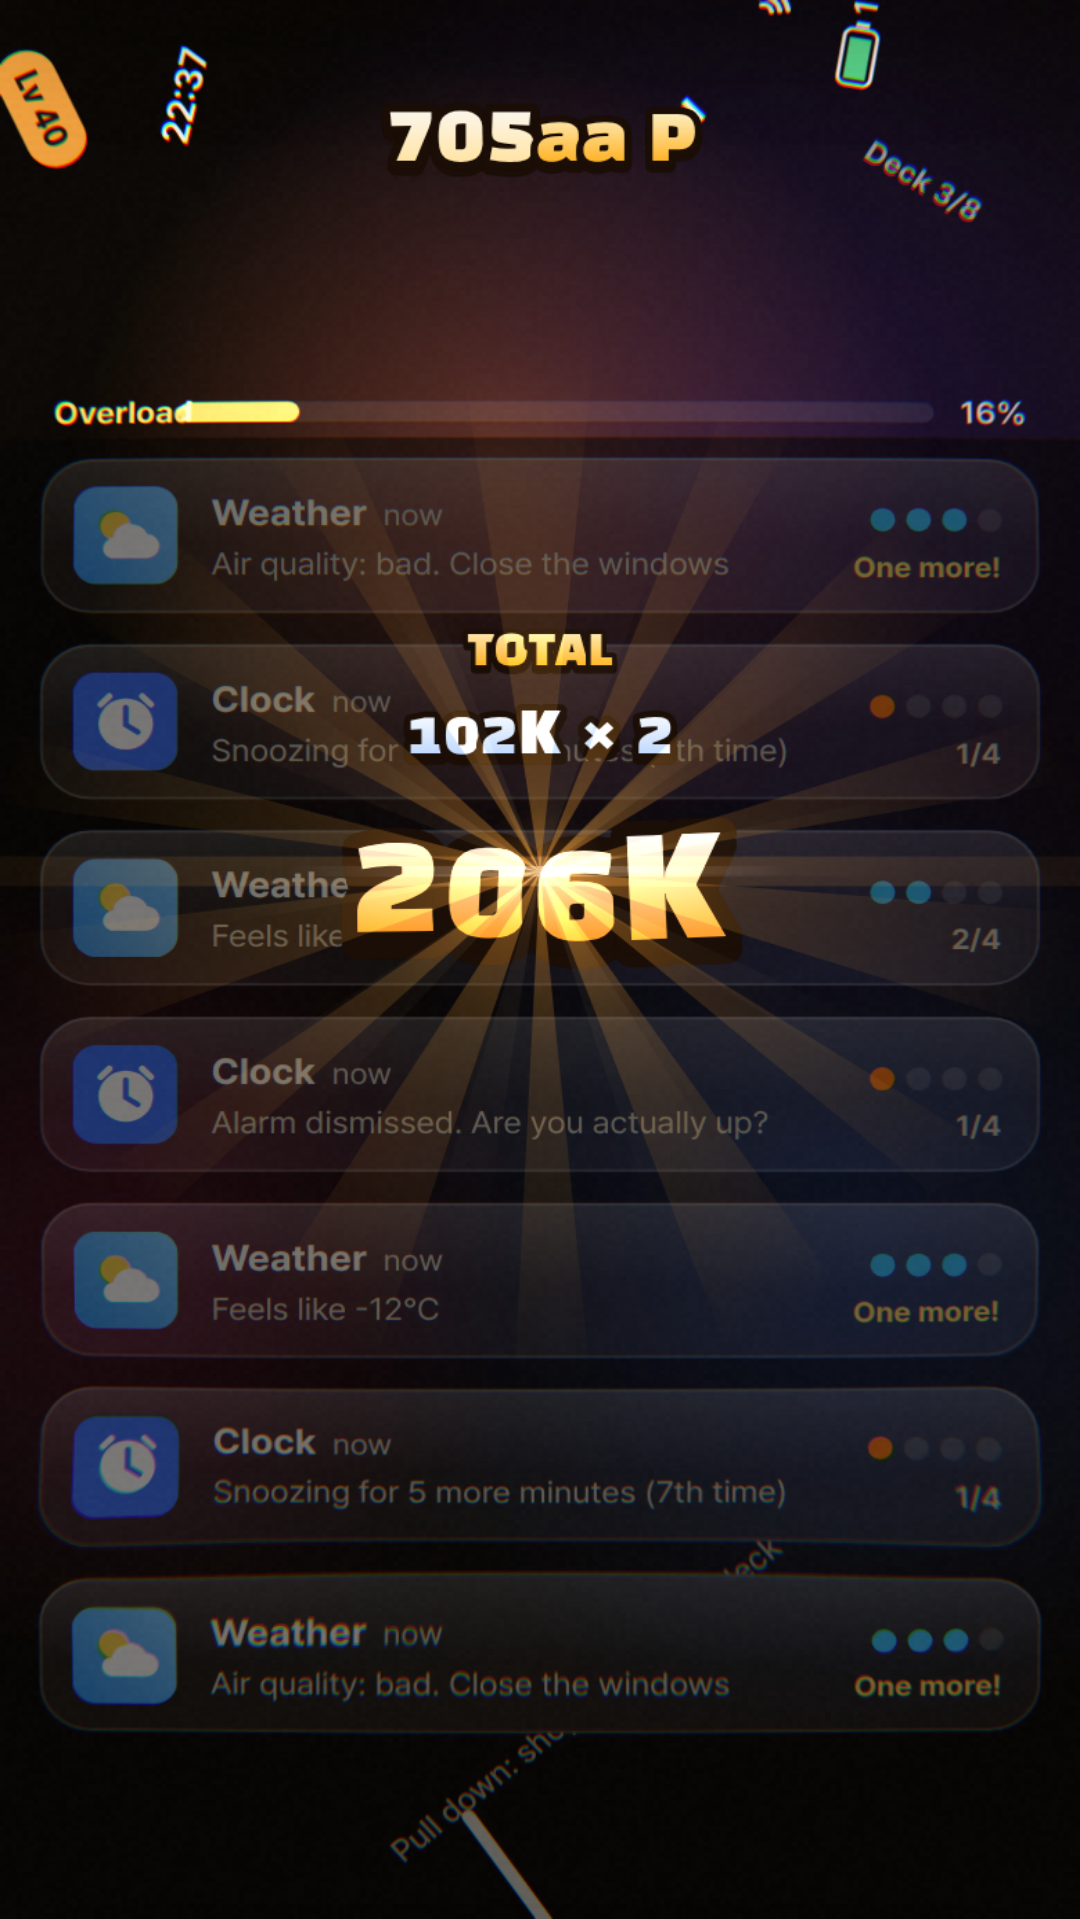 Lv 40
22:37
705aa P
Deck 3/8
Overload
16%
Weather now
Air quality: bad. Close the windows
One more!
TOTAL
Clock now
102K × 2
Snoozing for th time)
1/4
206K
Feels like
2/4
Clock now
Alarm dismissed. Are you actually up?
1/4
Weather now
Feels like -12°C
One more!
Clock now
Snoozing for 5 more minutes (7th time)
1/4
Weather now
Air quality: bad. Close the windows
One more!
Pull down: